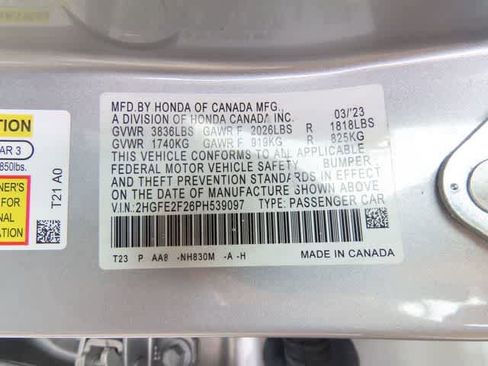 MFD.BY HONDA OF CANADA MFG.,
A DIVISION OF HONDA CANADA INC. 03/'23
GVWR 3836LBS GAWR F 2026LBS R 1818LBS
GVWR 1740KG GAWR F 919KG R 825KG
THIS VEHICLE CONFORMS TO ALL APPLICABLE
FEDERAL MOTOR VEHICLE SAFETY, BUMPER,
AND THEFT PREVENTION STANDARDS IN EFFECT
ON THE DATE OF MANUFACTURE SHOWN ABOVE.
V.I.N.:2HGFE2F26PH539097 TYPE: PASSENGER CAR
T23 P AA8 -NH830M -A -H MADE IN CANADA
TION
AR 3
850lbs.
NER'S
FOR
NAL
ATION
T21 A0